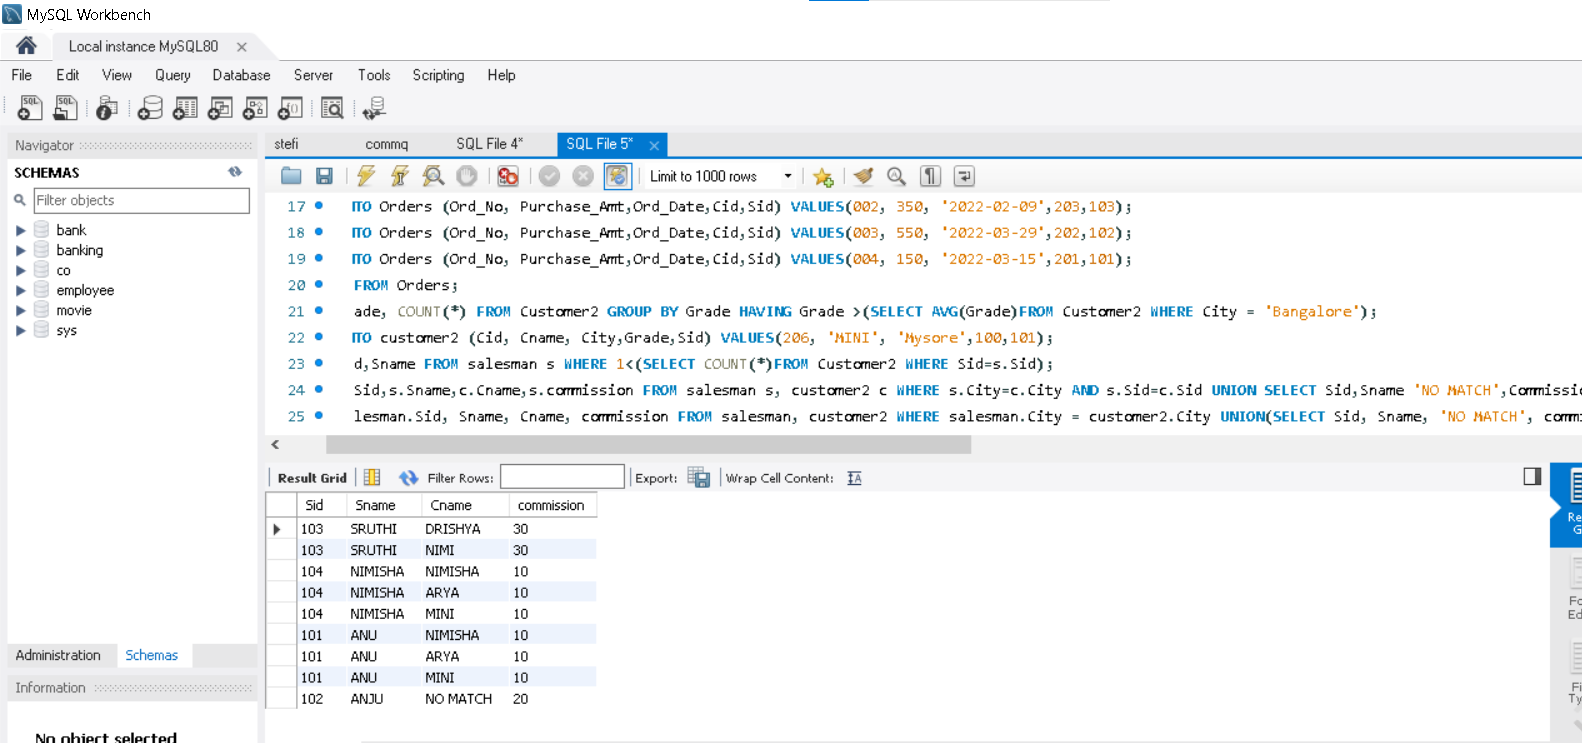 MySQL Workbench
Local instance MySQL80
File Edit View Query Database Server Tools Scripting Help
Navigator
SCHEMAS
Filter objects
bank
banking
co
employee
movie
sys
Administration Schemas
Information
No object selected
stefi commq SQL File 4* SQL File 5*
Limit to 1000 rows
17 ITO Orders (Ord_No, Purchase_Amt,Ord_Date,Cid,Sid) VALUES(002, 350, '2022-02-09',203,103);
18 ITO Orders (Ord_No, Purchase_Amt,Ord_Date,Cid,Sid) VALUES(003, 550, '2022-03-29',202,102);
19 ITO Orders (Ord_No, Purchase_Amt,Ord_Date,Cid,Sid) VALUES(004, 150, '2022-03-15',201,101);
20 FROM Orders;
21 ade, COUNT(*) FROM Customer2 GROUP BY Grade HAVING Grade >(SELECT AVG(Grade)FROM Customer2 WHERE City = 'Bangalore');
22 ITO customer2 (Cid, Cname, City,Grade,Sid) VALUES(206, 'MINI', 'Mysore',100,101);
23 d,Sname FROM salesman s WHERE 1<(SELECT COUNT(*)FROM Customer2 WHERE Sid=s.Sid);
24 Sid,s.Sname,c.Cname,s.commission FROM salesman s, customer2 c WHERE s.City=c.City AND s.Sid=c.Sid UNION SELECT Sid,Sname 'NO MATCH',Commissio
25 lesman.Sid, Sname, Cname, commission FROM salesman, customer2 WHERE salesman.City = customer2.City UNION(SELECT Sid, Sname, 'NO MATCH', comm
Result Grid Filter Rows: Export: Wrap Cell Content:
Sid Sname Cname commission
103 SRUTHI DRISHYA 30
103 SRUTHI NIMI 30
104 NIMISHA NIMISHA 10
104 NIMISHA ARYA 10
104 NIMISHA MINI 10
101 ANU NIMISHA 10
101 ANU ARYA 10
101 ANU MINI 10
102 ANJU NO MATCH 20
Re
G
Fo
Ed
Fi
Ty